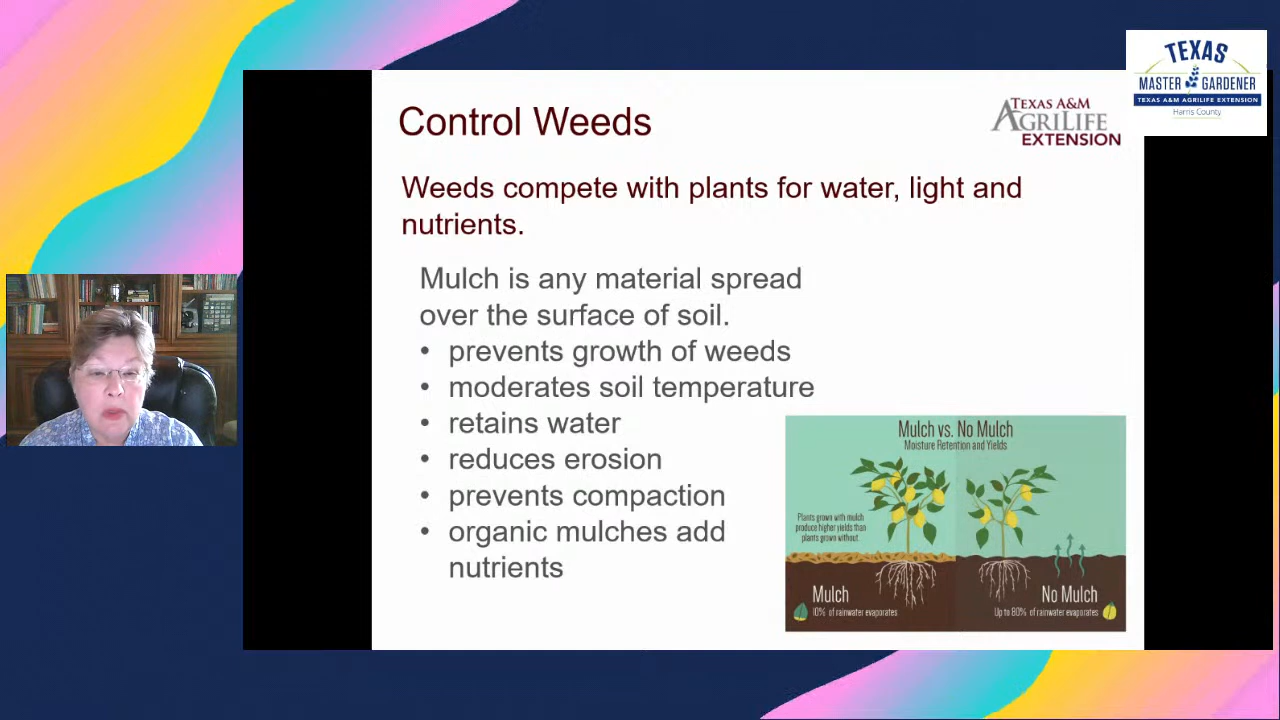 TEXAS
MASTER GARDENER
TEXAS A&M AGRILIFE EXTENSION
Harris County
Control Weeds
TEXAS A&M
AGRILIFE
EXTENSION
Weeds compete with plants for water, light and
nutrients.
Mulch is any material spread
over the surface of soil.
• prevents growth of weeds
• moderates soil temperature
• retains water
• reduces erosion
• prevents compaction
• organic mulches add
nutrients
Mulch vs. No Mulch
Moisture Retention and Yields
Plants grown with mulch
produce higher yields than
plants grown without.
Mulch
10% of rainwater evaporates
No Mulch
Up to 80% of rainwater evaporates